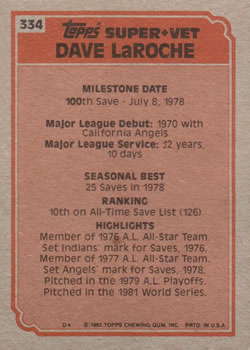 334
Topps SUPER•VET
DAVE LaROCHE
MILESTONE DATE
100th Save - July 8, 1978
Major League Debut: 1970 with
California Angels
Major League Service: 12 years,
10 days
SEASONAL BEST
25 Saves in 1978
RANKING
10th on All-Time Save List (126)
HIGHLIGHTS
Member of 1976 A.L. All-Star Team.
Set Indians' mark for Saves, 1976.
Member of 1977 A.L. All-Star Team.
Set Angels' mark for Saves, 1978.
Pitched in the 1979 A.L. Playoffs.
Pitched in the 1981 World Series.
D* © 1983 TOPPS CHEWING GUM, INC. PRTD. IN U.S.A.